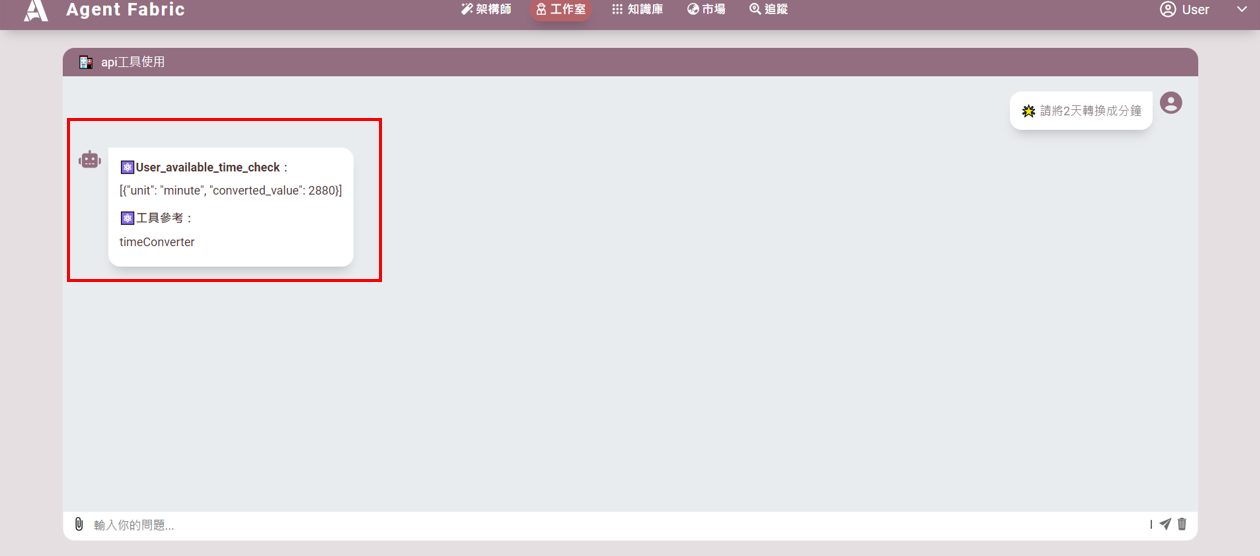 Agent Fabric
架構師
工作室
知識庫
市場
追蹤
User
api工具使用
請將2天轉換成分鐘
User_available_time_check：
[{"unit": "minute", "converted_value": 2880}]
工具參考：
timeConverter
輸入你的問題...